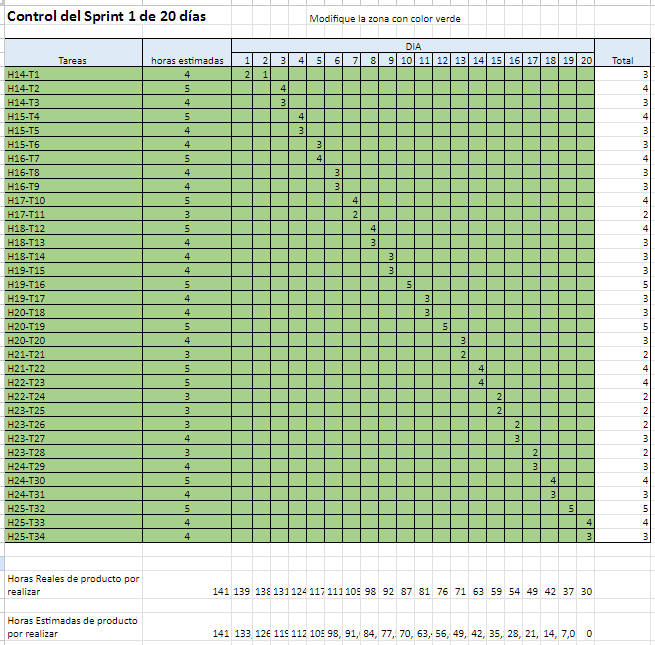 Control del Sprint 1 de 20 días Modifique la zona con color verde
DIA
Tareas horas estimadas 1 2 3 4 5 6 7 8 9 10 11 12 13 14 15 16 17 18 19 20 Total
H14-T1 4 2 1 3
H14-T2 5 4 4
H14-T3 4 3 3
H15-T4 5 4 4
H15-T5 4 3 3
H15-T6 4 3 3
H16-T7 5 4 4
H16-T8 4 3 3
H16-T9 4 3 3
H17-T10 5 4 4
H17-T11 3 2 2
H18-T12 5 4 4
H18-T13 4 3 3
H18-T14 4 3 3
H19-T15 4 3 3
H19-T16 5 5 5
H19-T17 4 3 3
H20-T18 4 3 3
H20-T19 5 5 5
H20-T20 4 3 3
H21-T21 3 2 2
H21-T22 5 4 4
H22-T23 5 4 4
H22-T24 3 2 2
H23-T25 3 2 2
H23-T26 3 2 2
H23-T27 4 3 3
H23-T28 3 2 2
H24-T29 4 3 3
H24-T30 5 4 4
H24-T31 4 3 3
H25-T32 5 5 5
H25-T33 4 4 4
H25-T34 4 3 3
Horas Reales de producto por
realizar 141 139 138 131 124 117 111 105 98 92 87 81 76 71 63 59 54 49 42 37 30
Horas Estimadas de producto
por realizar 141 133, 126 119 112 105 98, 91, 84, 77, 70, 63, 56, 49, 42, 35, 28, 21, 14, 7,0 0